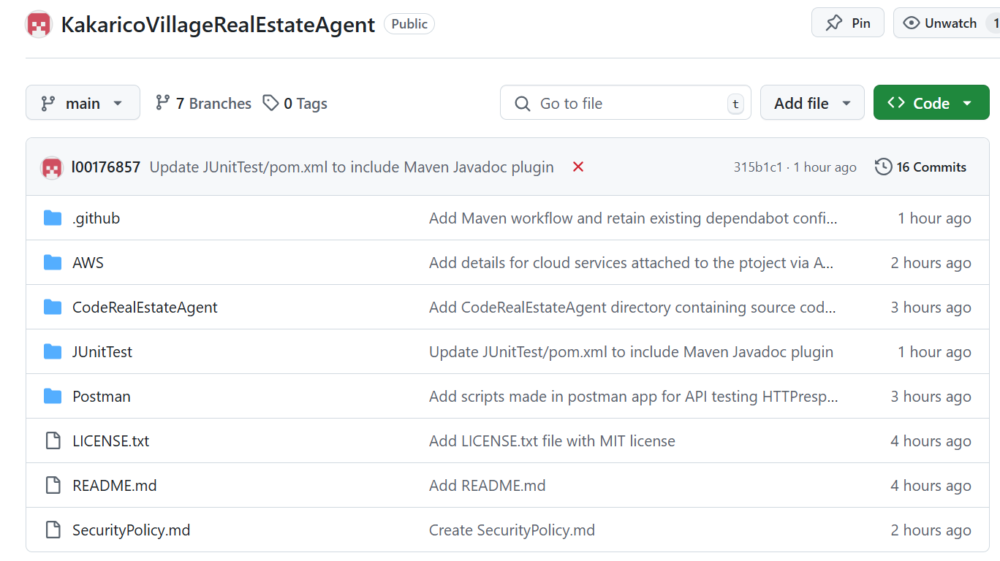 KakaricoVillageRealEstateAgent Public Pin Unwatch 1
main 7 Branches 0 Tags Go to file t Add file Code
l00176857 Update JUnitTest/pom.xml to include Maven Javadoc plugin 315b1c1 · 1 hour ago 16 Commits
.github Add Maven workflow and retain existing dependabot confi... 1 hour ago
AWS Add details for cloud services attached to the ptoject via A... 2 hours ago
CodeRealEstateAgent Add CodeRealEstateAgent directory containing source cod... 3 hours ago
JUnitTest Update JUnitTest/pom.xml to include Maven Javadoc plugin 1 hour ago
Postman Add scripts made in postman app for API testing HTTPresp... 3 hours ago
LICENSE.txt Add LICENSE.txt file with MIT license 4 hours ago
README.md Add README.md 4 hours ago
SecurityPolicy.md Create SecurityPolicy.md 2 hours ago